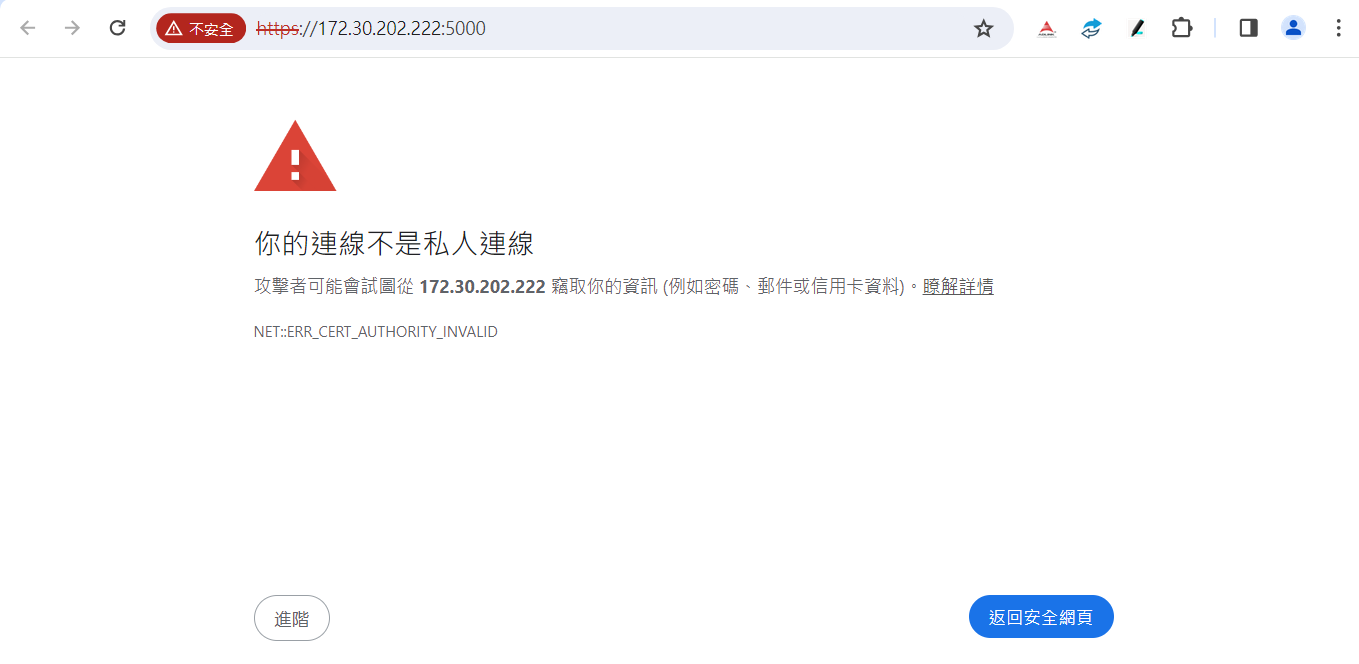 不安全 https://172.30.202.222:5000
你的連線不是私人連線
攻擊者可能會試圖從 172.30.202.222 竊取你的資訊 (例如密碼、郵件或信用卡資料)。瞭解詳情
NET::ERR_CERT_AUTHORITY_INVALID
進階
返回安全網頁